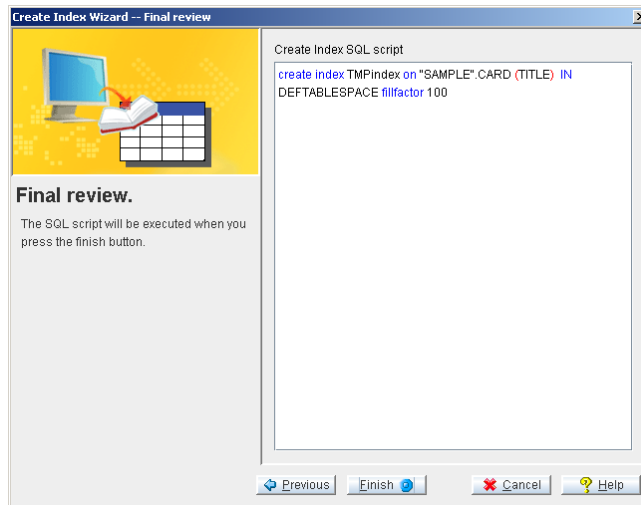 Create Index Wizard -- Final review
Create Index SQL script
create index TMPindex on "SAMPLE".CARD (TITLE) IN
DEFTABLESPACE fillfactor 100
Final review.
The SQL script will be executed when you
press the finish button.
Previous
Finish
Cancel
Help